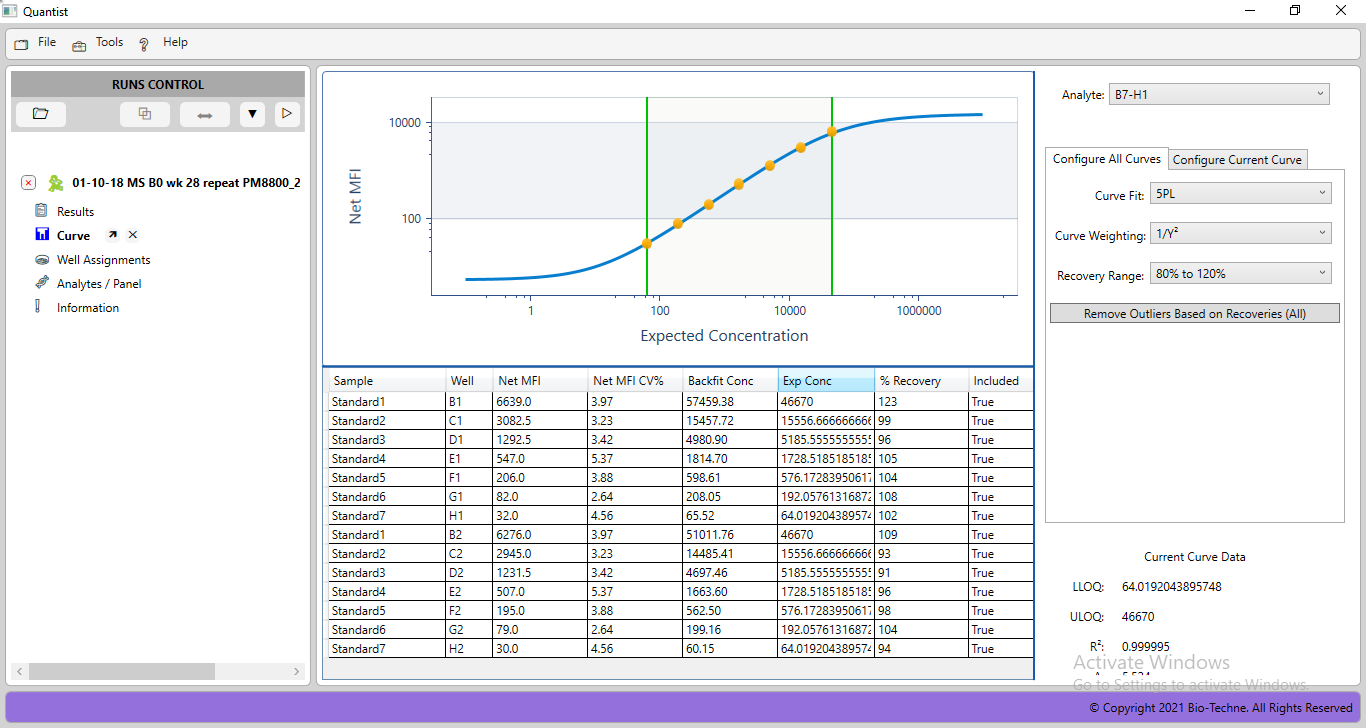 Quantist
File Tools ? Help
RUNS CONTROL
01-10-18 MS B0 wk 28 repeat PM8800_2
Results
Curve
Well Assignments
Analytes / Panel
Information
Net MFI
10000
100
1 100 10000 1000000
Expected Concentration
Sample Well Net MFI Net MFI CV% Backfit Conc Exp Conc % Recovery Included
Standard1 B1 6639.0 3.97 57459.38 46670 123 True
Standard2 C1 3082.5 3.23 15457.72 15556.666666666 99 True
Standard3 D1 1292.5 3.42 4980.90 5185.5555555555 96 True
Standard4 E1 547.0 5.37 1814.70 1728.5185185185 105 True
Standard5 F1 206.0 3.88 598.61 576.17283950617 104 True
Standard6 G1 82.0 2.64 208.05 192.05761316872 108 True
Standard7 H1 32.0 4.56 65.52 64.019204389574 102 True
Standard1 B2 6276.0 3.97 51011.76 46670 109 True
Standard2 C2 2945.0 3.23 14485.41 15556.666666666 93 True
Standard3 D2 1231.5 3.42 4697.46 5185.5555555555 91 True
Standard4 E2 507.0 5.37 1663.60 1728.5185185185 96 True
Standard5 F2 195.0 3.88 562.50 576.17283950617 98 True
Standard6 G2 79.0 2.64 199.16 192.05761316872 104 True
Standard7 H2 30.0 4.56 60.15 64.019204389574 94 True
Analyte: B7-H1
Configure All Curves Configure Current Curve
Curve Fit: 5PL
Curve Weighting: 1/Y²
Recovery Range: 80% to 120%
Remove Outliers Based on Recoveries (All)
Current Curve Data
LLOQ: 64.0192043895748
ULOQ: 46670
R²: 0.999995
Activate Windows
Go to Settings to activate Windows.
© Copyright 2021 Bio-Techne. All Rights Reserved